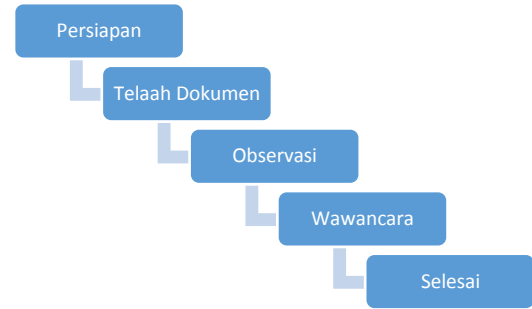 Persiapan
Telaah Dokumen
Observasi
Wawancara
Selesai